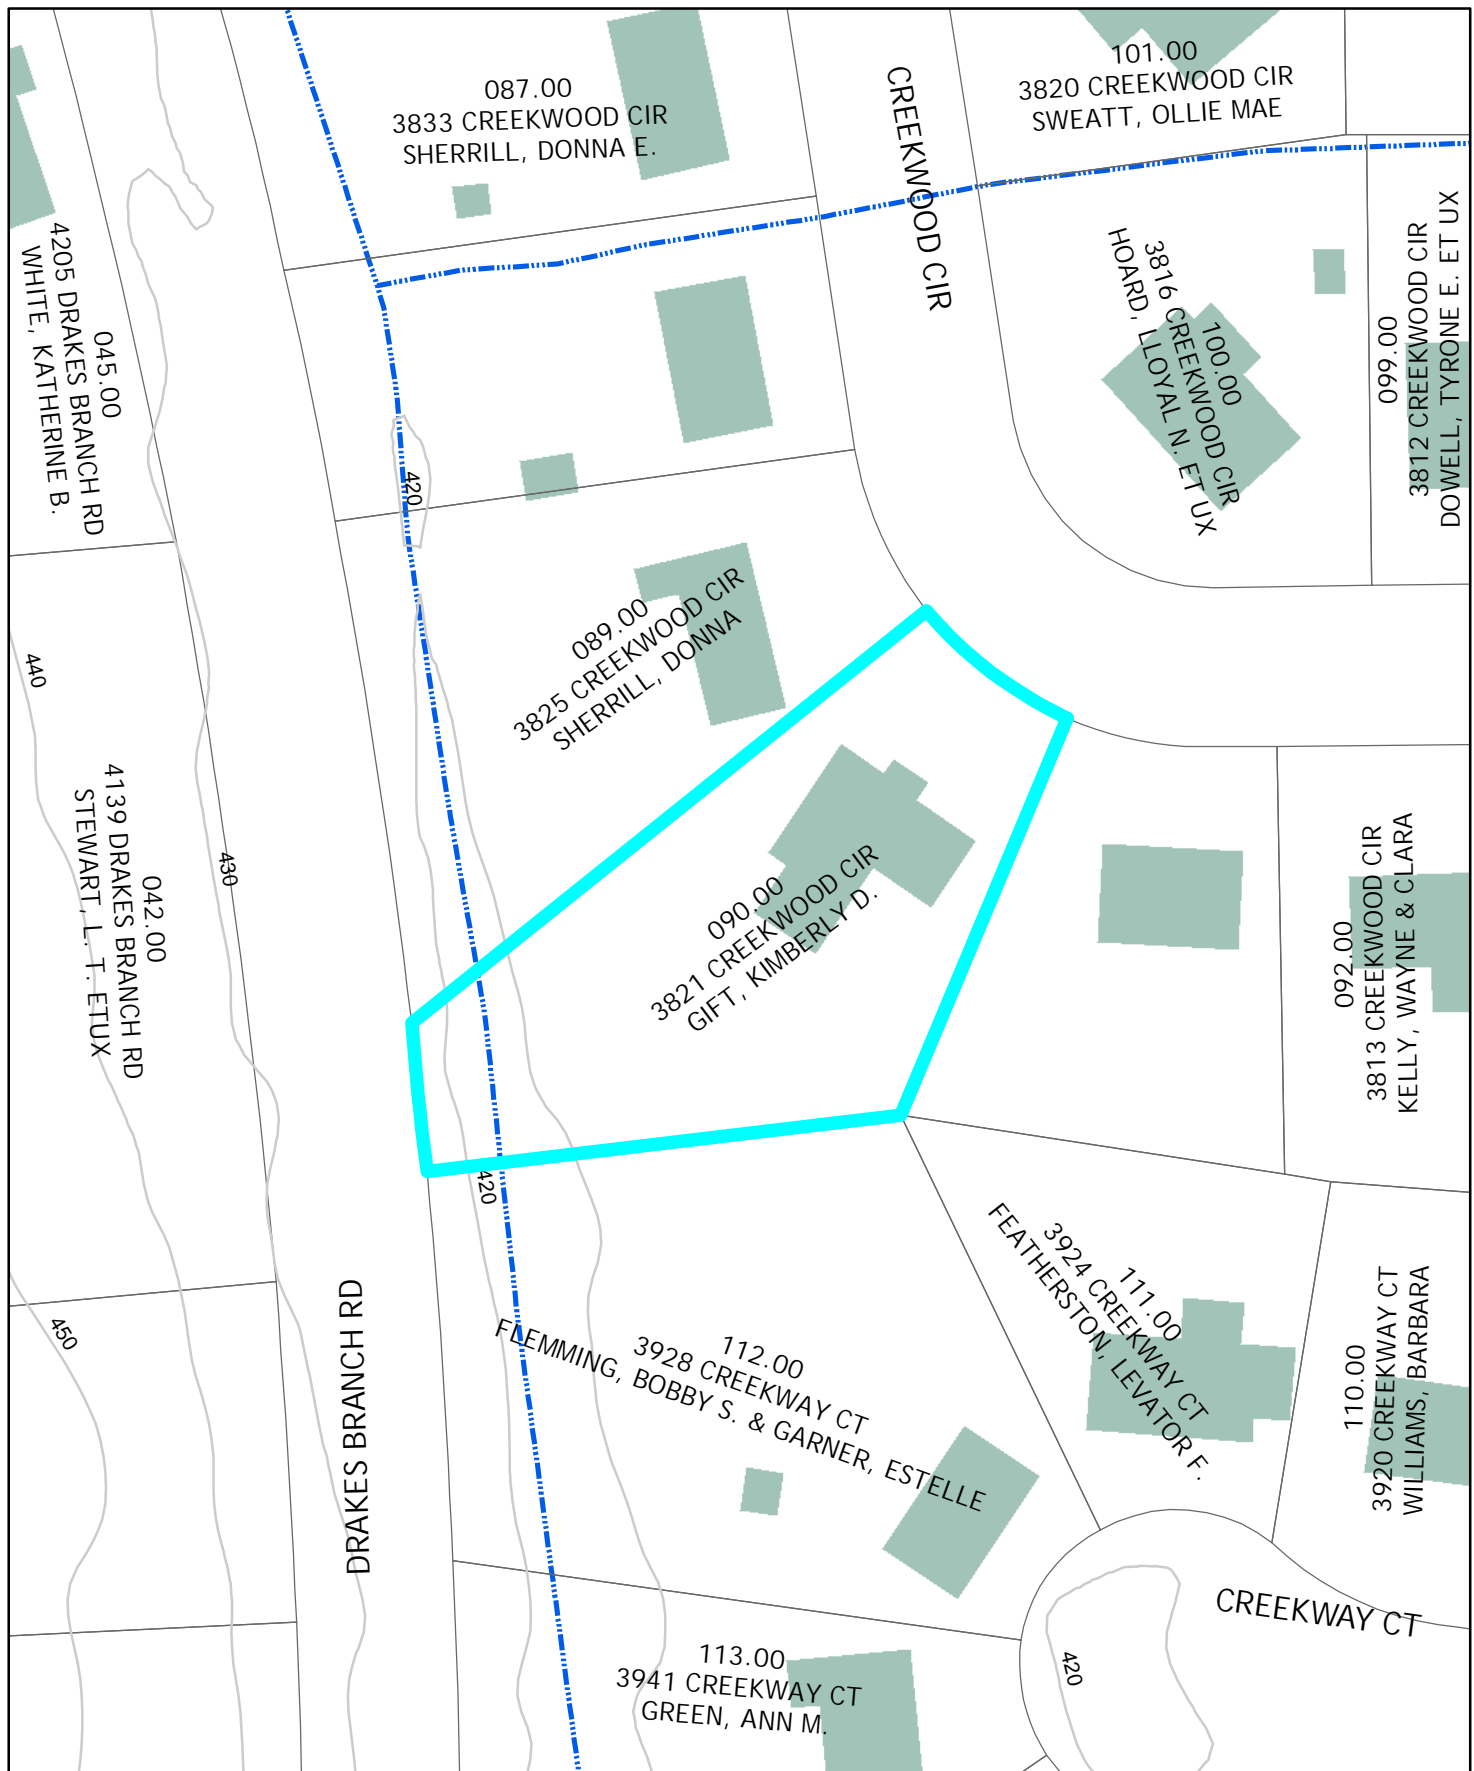 087.00
3833 CREEKWOOD CIR
SHERRILL, DONNA E.
CREEKWOOD CIR
101.00
3820 CREEKWOOD CIR
SWEATT, OLLIE MAE
045.00
4205 DRAKES BRANCH RD
WHITE, KATHERINE B.
100.00
3816 CREEKWOOD CIR
HOARD, LLOYAL N. ET UX
099.00
3812 CREEKWOOD CIR
DOWELL, TYRONE E. ET UX
420
089.00
3825 CREEKWOOD CIR
SHERRILL, DONNA
440
042.00
4139 DRAKES BRANCH RD
STEWART, L. T. ETUX
430
090.00
3821 CREEKWOOD CIR
GIFT, KIMBERLY D.
092.00
3813 CREEKWOOD CIR
KELLY, WAYNE & CLARA
420
450
DRAKES BRANCH RD
112.00
3928 CREEKWAY CT
FLEMMING, BOBBY S. & GARNER, ESTELLE
111.00
3924 CREEKWAY CT
FEATHERSTON, LEVATOR F.
110.00
3920 CREEKWAY CT
WILLIAMS, BARBARA
CREEKWAY CT
420
113.00
3941 CREEKWAY CT
GREEN, ANN M.